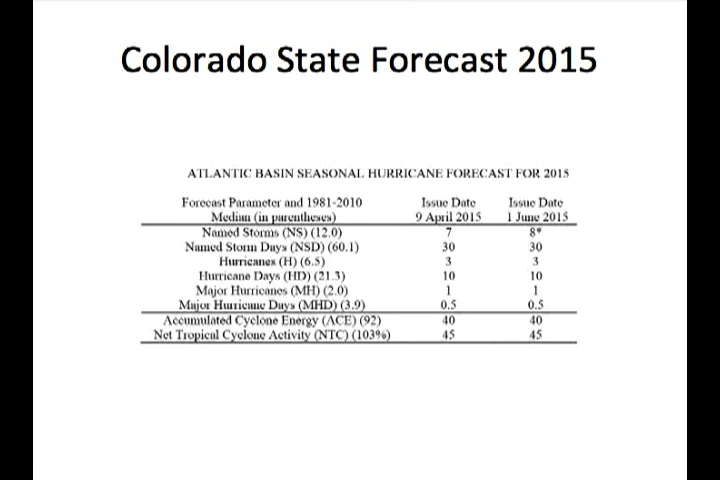 Colorado State Forecast 2015
ATLANTIC BASIN SEASONAL HURRICANE FORECAST FOR 2015
Forecast Parameter and 1981-2010 Issue Date Issue Date
Median (in parentheses) 9 April 2015 1 June 2015
Named Storms (NS) (12.0) 7 8*
Named Storm Days (NSD) (60.1) 30 30
Hurricanes (H) (6.5) 3 3
Hurricane Days (HD) (21.3) 10 10
Major Hurricanes (MH) (2.0) 1 1
Major Hurricane Days (MHD) (3.9) 0.5 0.5
Accumulated Cyclone Energy (ACE) (92) 40 40
Net Tropical Cyclone Activity (NTC) (103%) 45 45